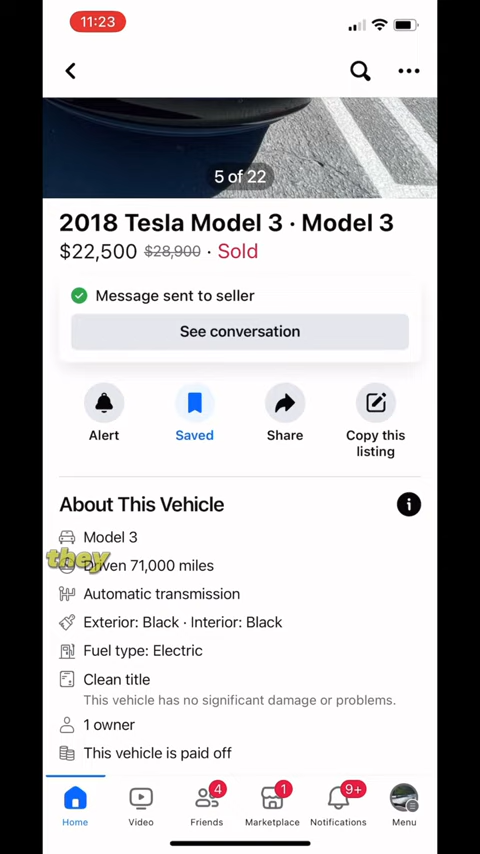 11:23
5 of 22
2018 Tesla Model 3 · Model 3
$22,500 $28,900 · Sold
Message sent to seller
See conversation
Alert
Saved
Share
Copy this
listing
About This Vehicle
Model 3
they
Driven 71,000 miles
Automatic transmission
Exterior: Black · Interior: Black
Fuel type: Electric
Clean title
This vehicle has no significant damage or problems.
1 owner
This vehicle is paid off
4
1
9+
Home
Video
Friends
Marketplace
Notifications
Menu